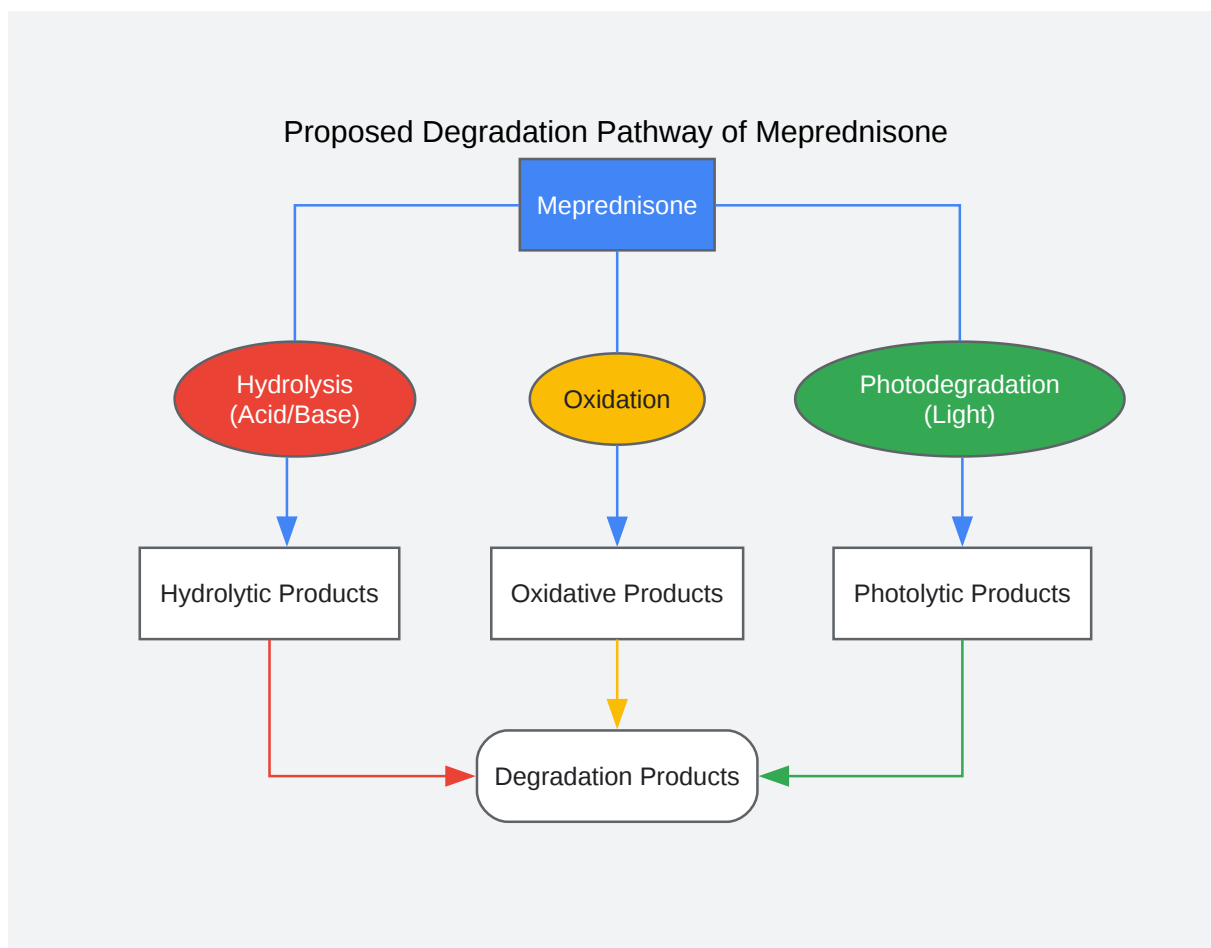 Proposed Degradation Pathway of Meprednisone
Meprednisone
Hydrolysis
(Acid/Base)
Oxidation
Photodegradation
(Light)
Hydrolytic Products
Oxidative Products
Photolytic Products
Degradation Products